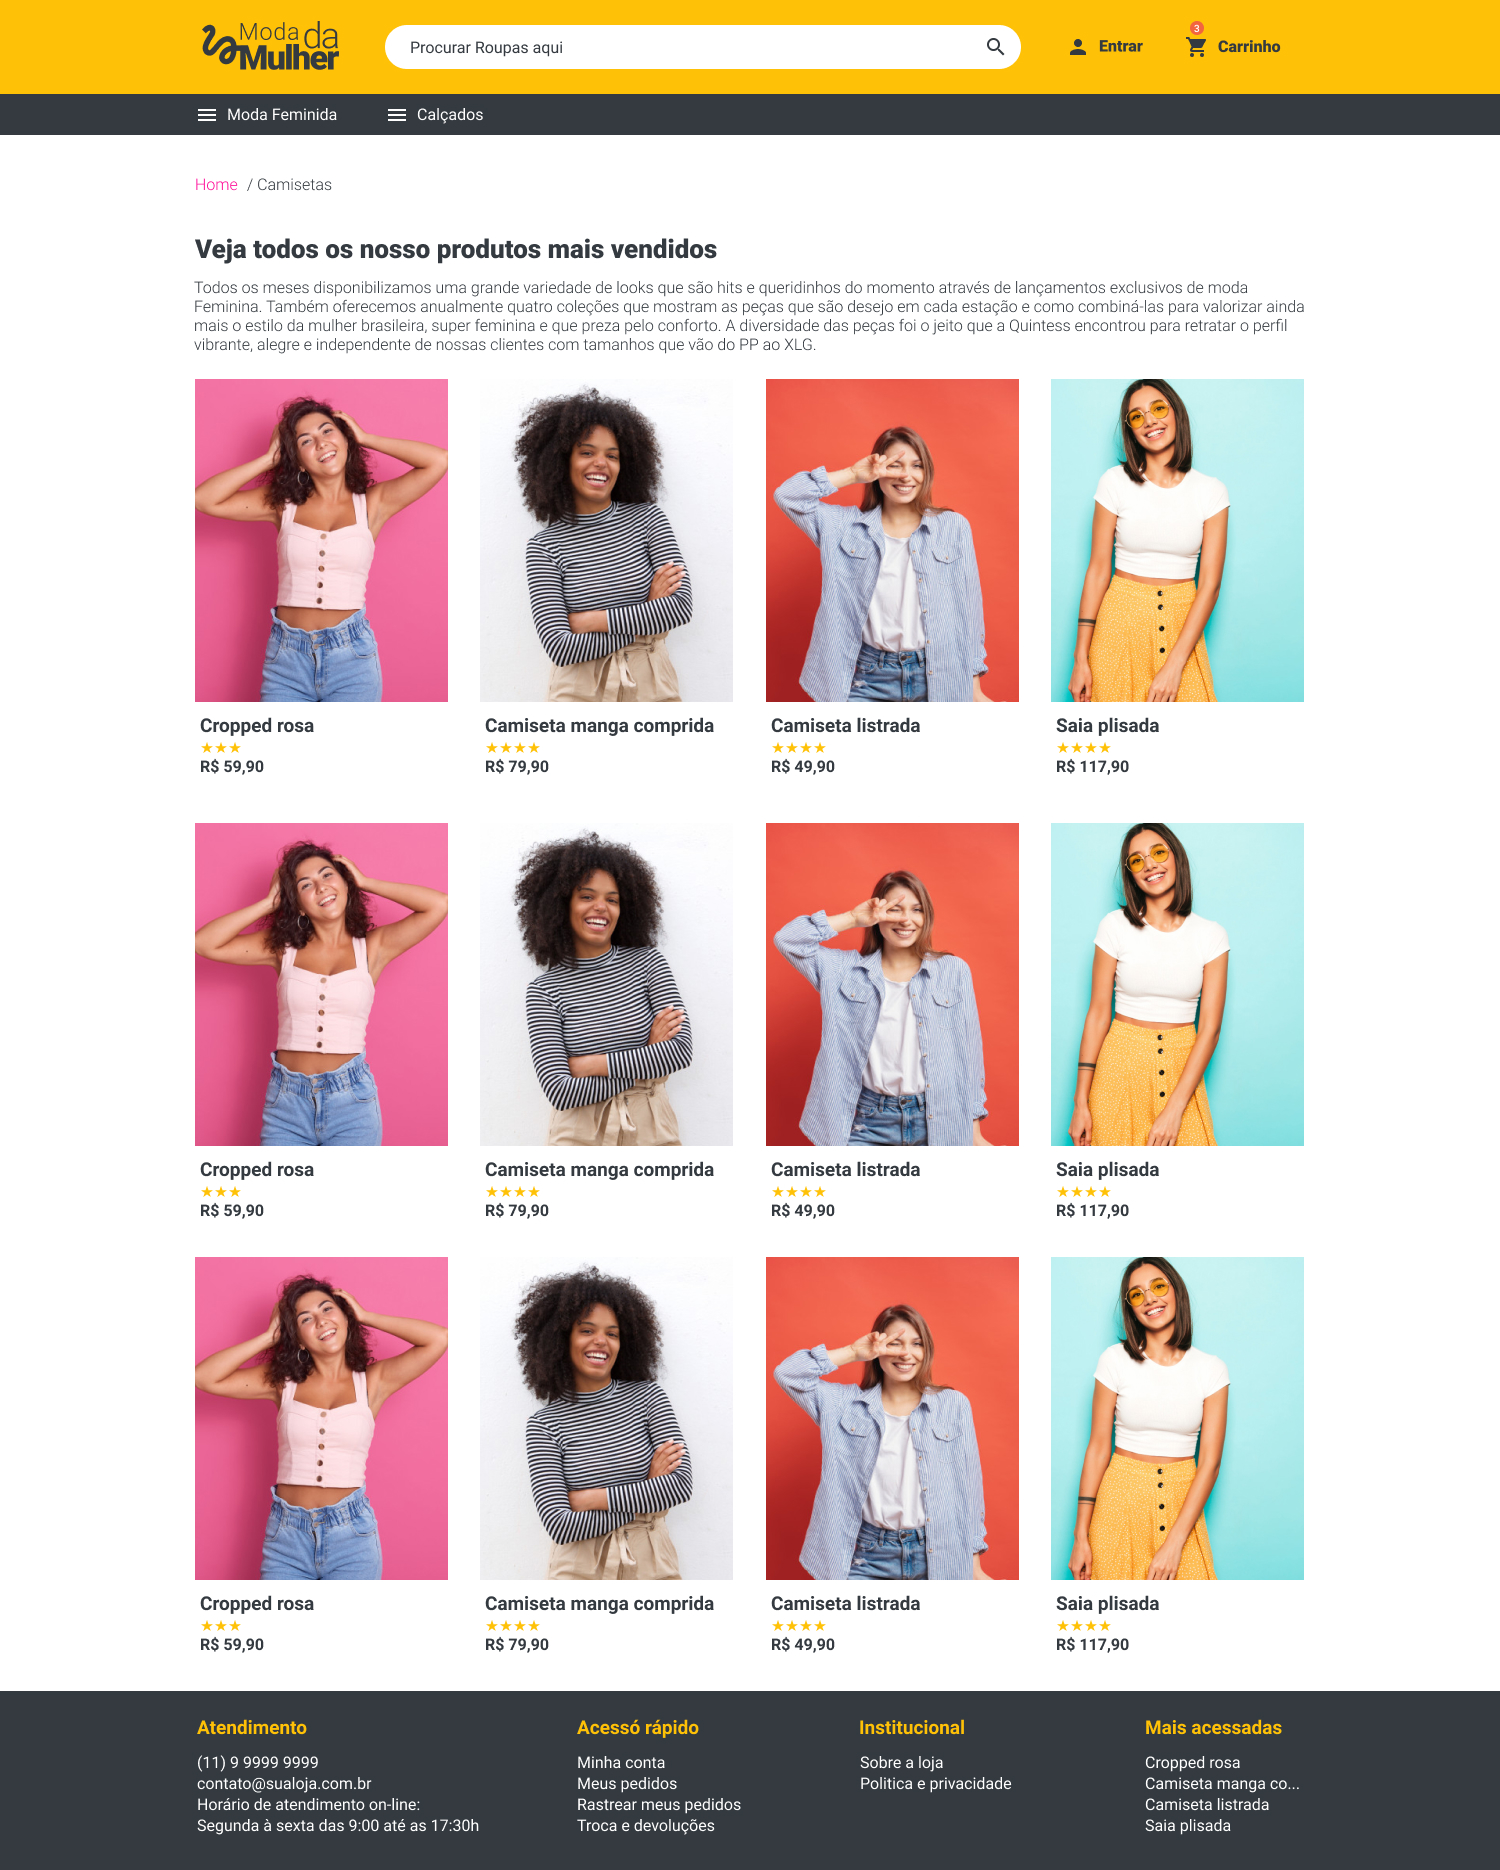 Moda da
Mulher
Procurar Roupas aqui
Entrar
3
Carrinho
Moda Feminida
Calçados
Home / Camisetas
Veja todos os nosso produtos mais vendidos
Todos os meses disponibilizamos uma grande variedade de looks que são hits e queridinhos do momento através de lançamentos exclusivos de moda
Feminina. Também oferecemos anualmente quatro coleções que mostram as peças que são desejo em cada estação e como combiná-las para valorizar ainda
mais o estilo da mulher brasileira, super feminina e que preza pelo conforto. A diversidade das peças foi o jeito que a Quintess encontrou para retratar o perfil
vibrante, alegre e independente de nossas clientes com tamanhos que vão do PP ao XLG.
Cropped rosa
R$ 59,90
Camiseta manga comprida
R$ 79,90
Camiseta listrada
R$ 49,90
Saia plisada
R$ 117,90
Cropped rosa
R$ 59,90
Camiseta manga comprida
R$ 79,90
Camiseta listrada
R$ 49,90
Saia plisada
R$ 117,90
Cropped rosa
R$ 59,90
Camiseta manga comprida
R$ 79,90
Camiseta listrada
R$ 49,90
Saia plisada
R$ 117,90
Atendimento
(11) 9 9999 9999
contato@sualoja.com.br
Horário de atendimento on-line:
Segunda à sexta das 9:00 até as 17:30h
Acessó rápido
Minha conta
Meus pedidos
Rastrear meus pedidos
Troca e devoluções
Institucional
Sobre a loja
Politica e privacidade
Mais acessadas
Cropped rosa
Camiseta manga co...
Camiseta listrada
Saia plisada